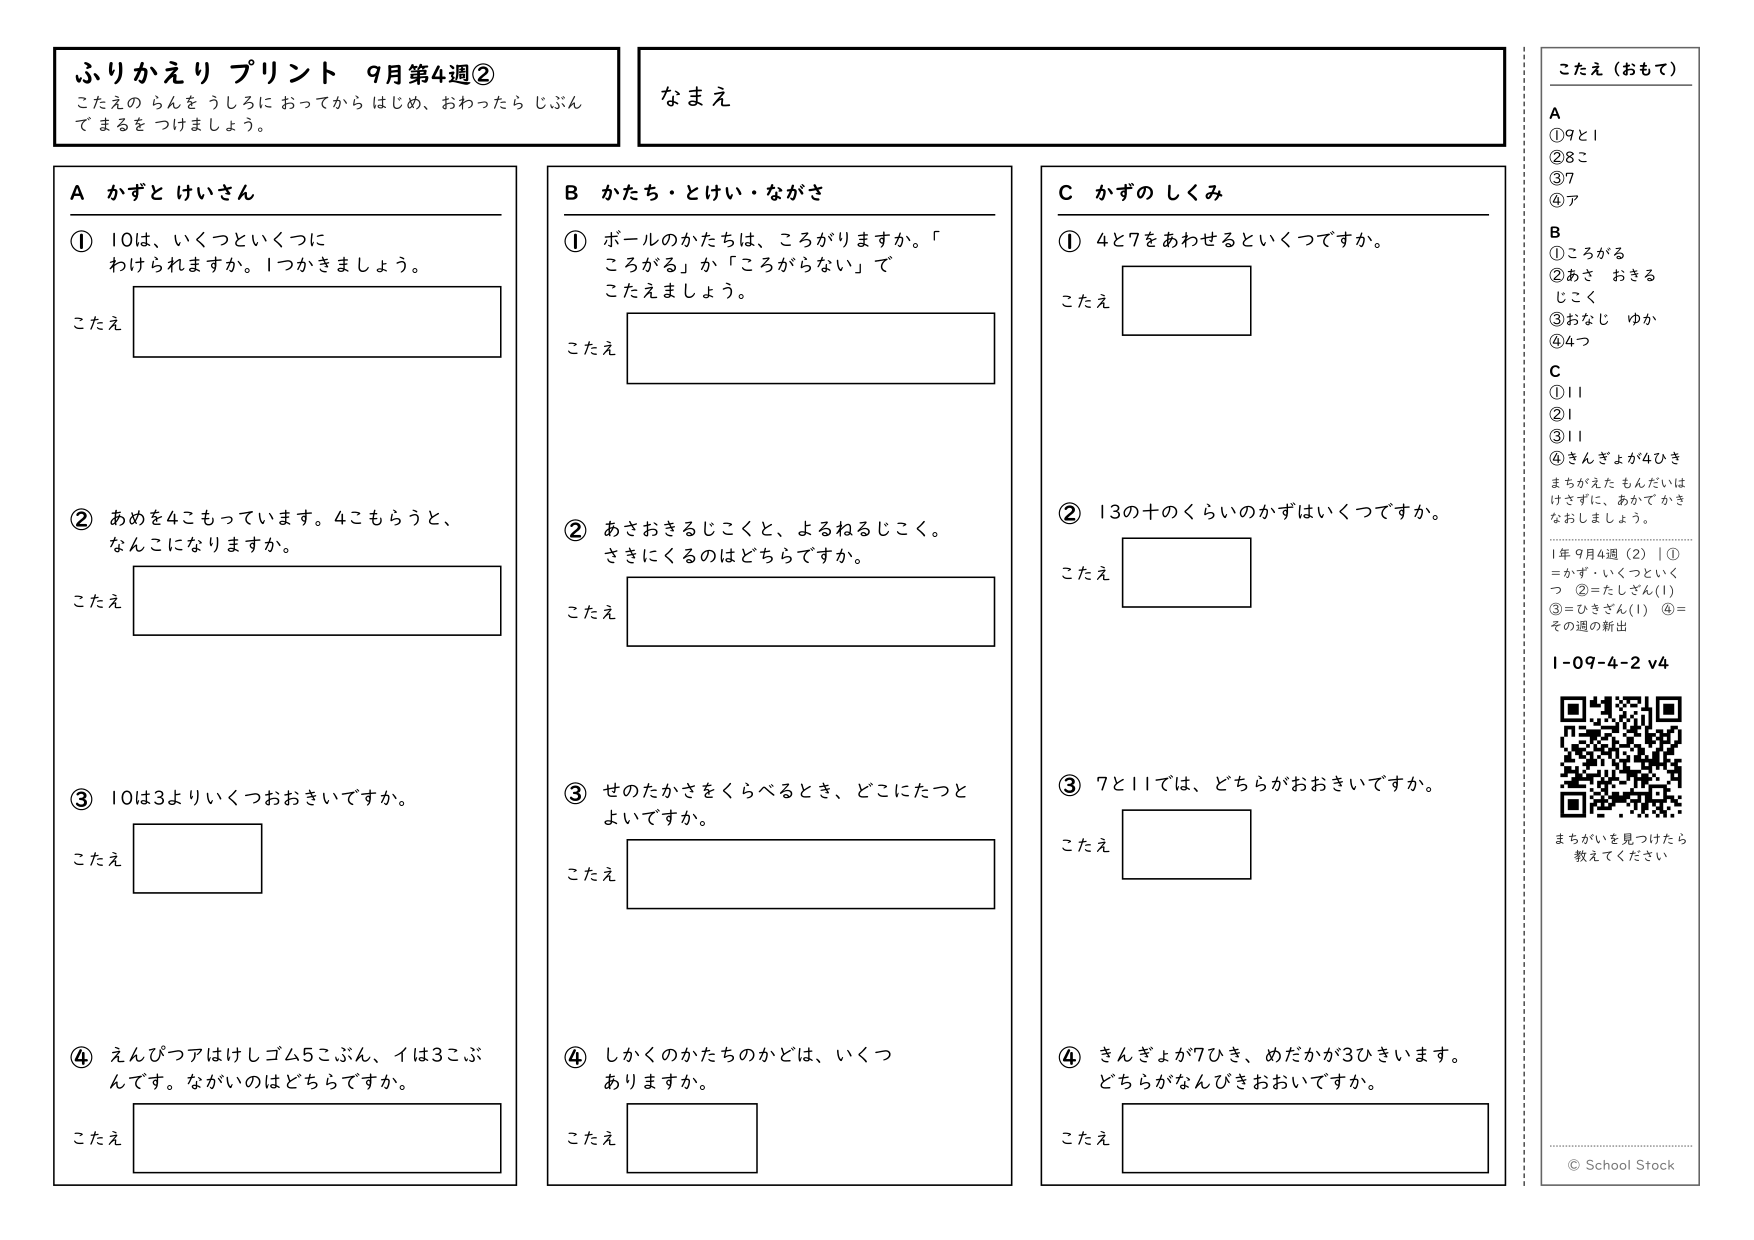 ふりかえり プリント　9月第4週②
こたえの らんを うしろに おってから はじめ、おわったら じぶん
で まるを つけましょう。
なまえ
A　かずと けいさん
① 10は、いくつといくつに
わけられますか。1つかきましょう。
こたえ
② あめを4こもっています。4こもらうと、
なんこになりますか。
こたえ
③ 10は3よりいくつおおきいですか。
こたえ
④ えんぴつアはけしゴム5こぶん、イは3こぶ
んです。ながいのはどちらですか。
こたえ
B　かたち・とけい・ながさ
① ボールのかたちは、ころがりますか。「
ころがる」か「ころがらない」で
こたえましょう。
こたえ
② あさおきるじこくと、よるねるじこく。
さきにくるのはどちらですか。
こたえ
③ せのたかさをくらべるとき、どこにたつと
よいですか。
こたえ
④ しかくのかたちのかどは、いくつ
ありますか。
こたえ
C　かずの しくみ
① 4と7をあわせるといくつですか。
こたえ
② 13の十のくらいのかずはいくつですか。
こたえ
③ 7と11では、どちらがおおきいですか。
こたえ
④ きんぎょが7ひき、めだかが3ひきいます。
どちらがなんびきおおいですか。
こたえ
こたえ（おもて）
A
①9と1
②8こ
③7
④ア
B
①ころがる
②あさ　おきる
じこく
③おなじ　ゆか
④4つ
C
①11
②1
③11
④きんぎょが4ひき
まちがえた もんだいは
けさずに、あかで かき
なおしましょう。
1年 9月4週（2）｜①
＝かず・いくつといく
つ　②＝たしざん(1)
③＝ひきざん(1)　④＝
その週の新出
1-09-4-2 v4
まちがいを見つけたら
教えてください
© School Stock